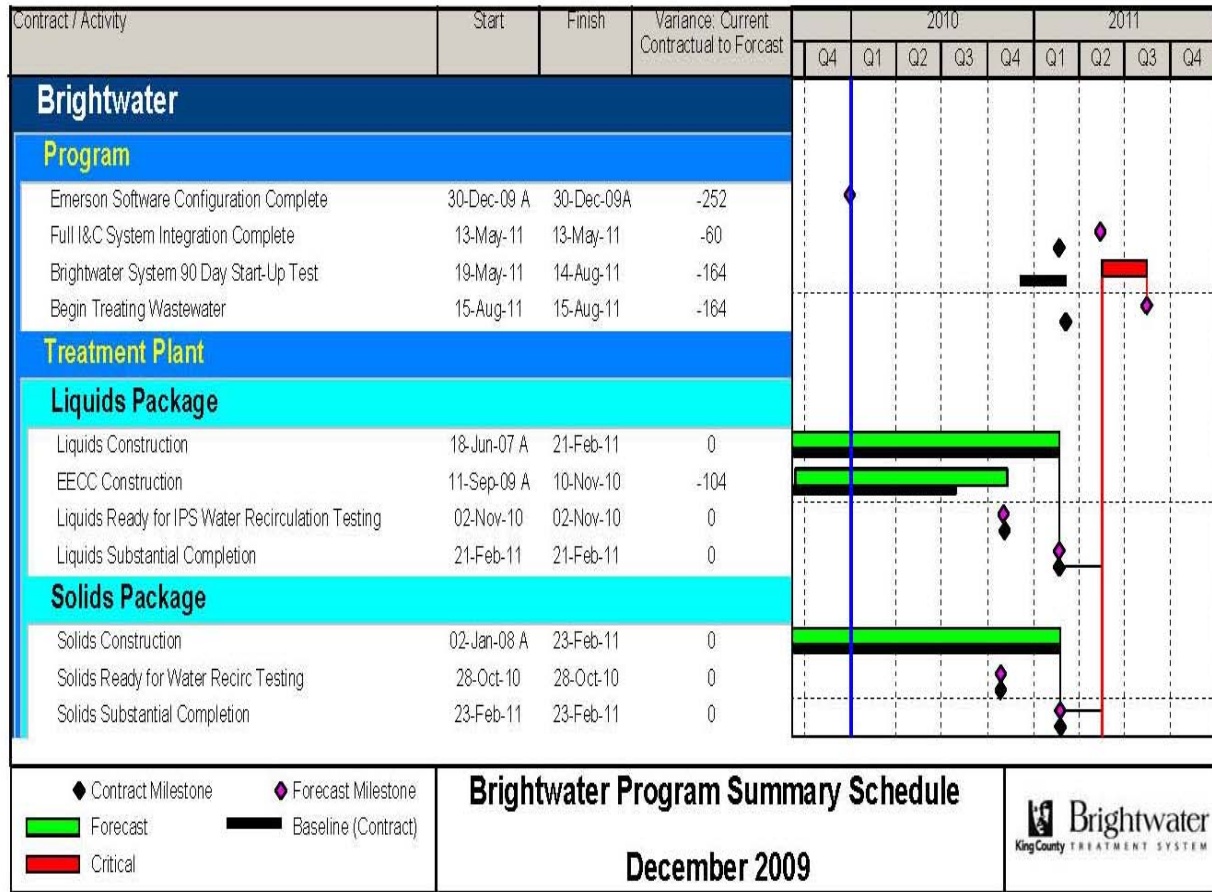 Contract / Activity Start Finish Variance: Current Contractual to Forcast 2010 2011
Q4 Q1 Q2 Q3 Q4 Q1 Q2 Q3 Q4
Brightwater
Program
Emerson Software Configuration Complete 30-Dec-09 A 30-Dec-09A -252
Full I&C System Integration Complete 13-May-11 13-May-11 -60
Brightwater System 90 Day Start-Up Test 19-May-11 14-Aug-11 -164
Begin Treating Wastewater 15-Aug-11 15-Aug-11 -164
Treatment Plant
Liquids Package
Liquids Construction 18-Jun-07 A 21-Feb-11 0
EECC Construction 11-Sep-09 A 10-Nov-10 -104
Liquids Ready for IPS Water Recirculation Testing 02-Nov-10 02-Nov-10 0
Liquids Substantial Completion 21-Feb-11 21-Feb-11 0
Solids Package
Solids Construction 02-Jan-08 A 23-Feb-11 0
Solids Ready for Water Recirc Testing 28-Oct-10 28-Oct-10 0
Solids Substantial Completion 23-Feb-11 23-Feb-11 0
Contract Milestone Forecast Milestone
Forecast Baseline (Contract)
Critical
Brightwater Program Summary Schedule
December 2009
King County Brightwater
TREATMENT SYSTEM